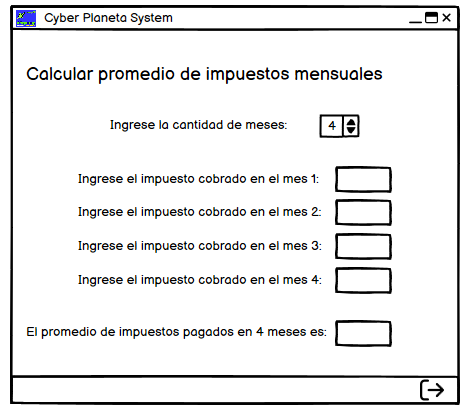 Cyber Planeta System
Calcular promedio de impuestos mensuales
Ingrese la cantidad de meses: 4
Ingrese el impuesto cobrado en el mes 1:
Ingrese el impuesto cobrado en el mes 2:
Ingrese el impuesto cobrado en el mes 3:
Ingrese el impuesto cobrado en el mes 4:
El promedio de impuestos pagados en 4 meses es: